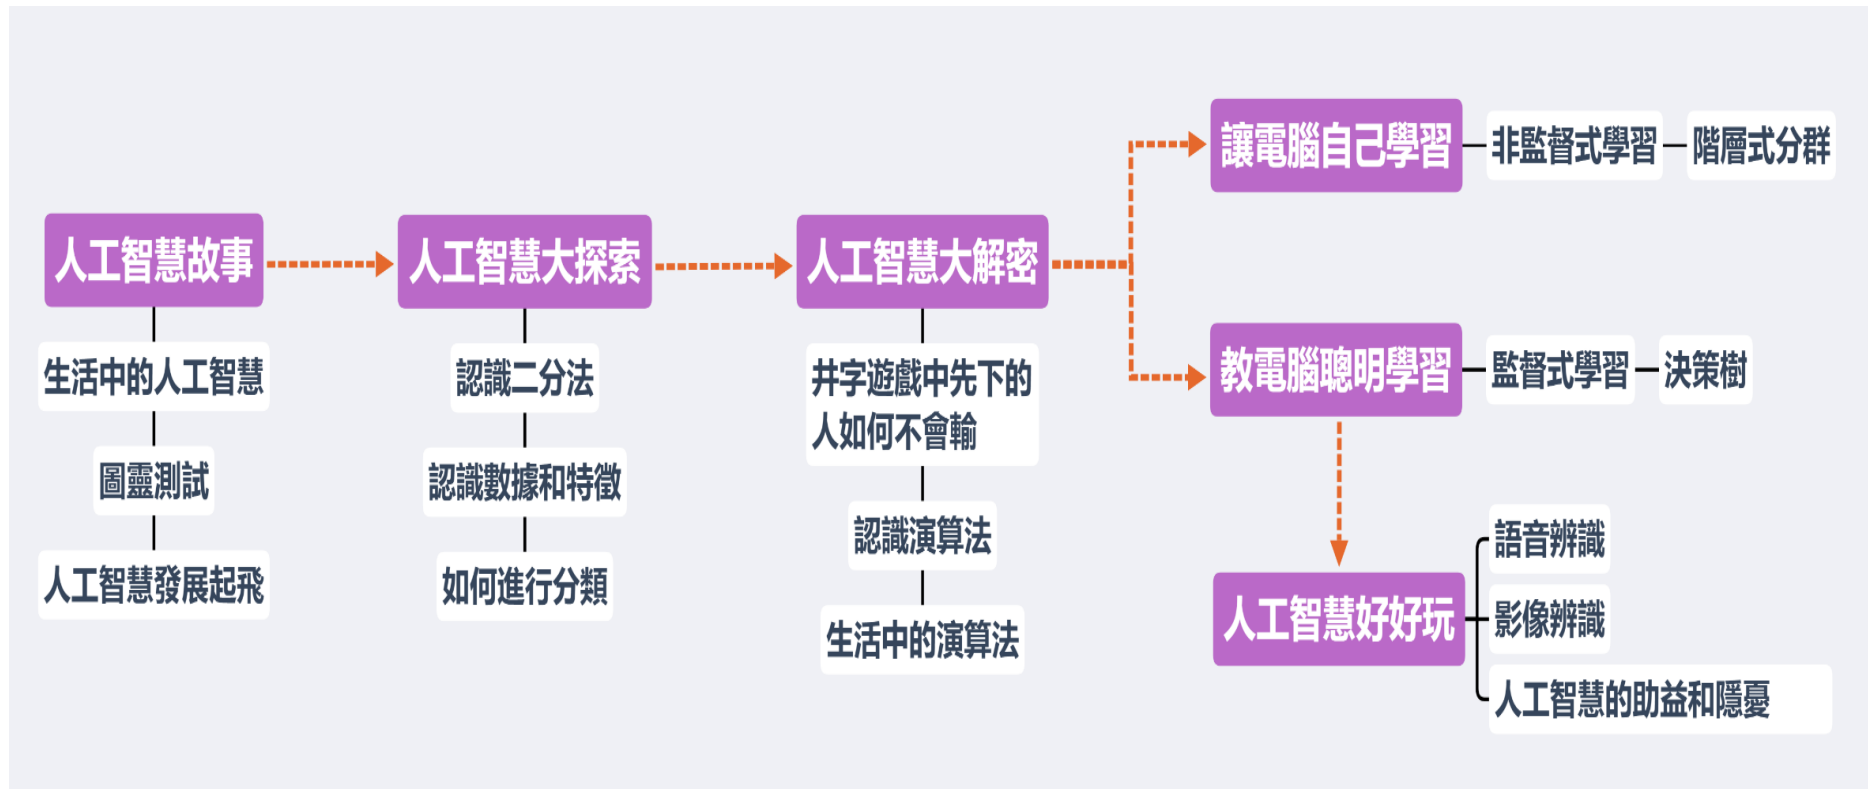 人工智慧故事
生活中的人工智慧
圖靈測試
人工智慧發展起飛
人工智慧大探索
認識二分法
認識數據和特徵
如何進行分類
人工智慧大解密
井字遊戲中先下的
人如何不會輸
認識演算法
生活中的演算法
讓電腦自己學習
非監督式學習
階層式分群
教電腦聰明學習
監督式學習
決策樹
人工智慧好好玩
語音辨識
影像辨識
人工智慧的助益和隱憂